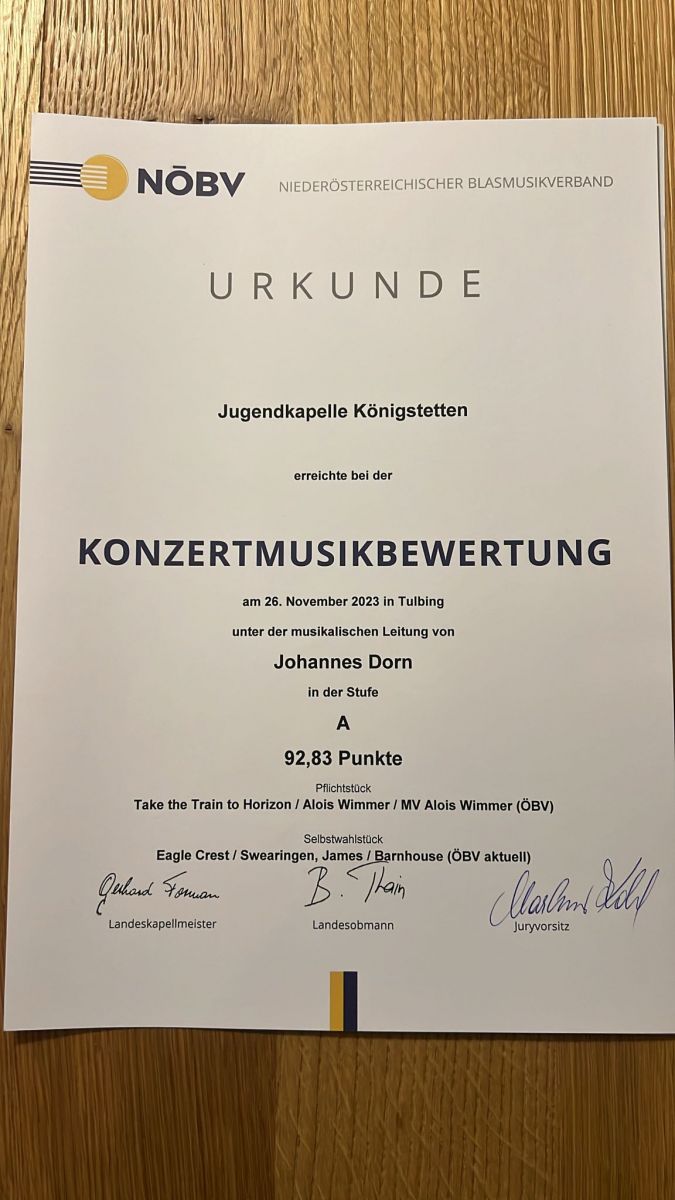 NÖBV NIEDERÖSTERREICHISCHER BLASMUSIKVERBAND
URKUNDE
Jugendkapelle Königstetten
erreichte bei der
KONZERTMUSIKBEWERTUNG
am 26. November 2023 in Tulbing
unter der musikalischen Leitung von
Johannes Dorn
in der Stufe
A
92,83 Punkte
Pflichtstück
Take the Train to Horizon / Alois Wimmer / MV Alois Wimmer (ÖBV)
Selbstwahlstück
Eagle Crest / Swearingen, James / Barnhouse (ÖBV aktuell)
Gerhard B. Thain
Landeskapellmeister Landesobmann Juryvorsitz